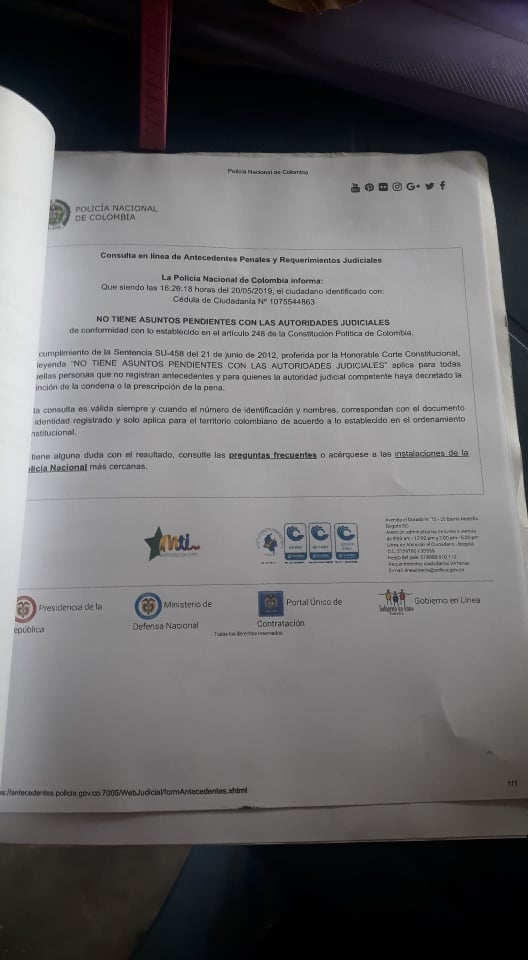 Policía Nacional de Colombia
POLICÍA NACIONAL
DE COLOMBIA
Consulta en línea de Antecedentes Penales y Requerimientos Judiciales
La Policía Nacional de Colombia informa:
Que siendo las 16:26:18 horas del 20/05/2019, el ciudadano identificado con:
Cédula de Ciudadanía Nº 1075544863
NO TIENE ASUNTOS PENDIENTES CON LAS AUTORIDADES JUDICIALES
de conformidad con lo establecido en el artículo 248 de la Constitución Política de Colombia.
cumplimiento de la Sentencia SU-458 del 21 de junio de 2012, proferida por la Honorable Corte Constitucional,
leyenda "NO TIENE ASUNTOS PENDIENTES CON LAS AUTORIDADES JUDICIALES" aplica para todas
ellas personas que no registran antecedentes y para quienes la autoridad judicial competente haya decretado la
inción de la condena o la prescripción de la pena.
ta consulta es válida siempre y cuando el número de identificación y nombres, correspondan con el documento
identidad registrado y solo aplica para el territorio colombiano de acuerdo a lo establecido en el ordenamiento
nstitucional.
tiene alguna duda con el resultado, consulte las preguntas frecuentes o acérquese a las instalaciones de la
licía Nacional más cercanas.
mti
Presidencia de la
epública
Ministerio de
Defensa Nacional
Portal Único de
Contratación
Gobierno en Línea
Todos los derechos reservados.
s://antecedentes.policia.gov.co:7005/WebJudicial/formAntecedentes.xhtml
1/1